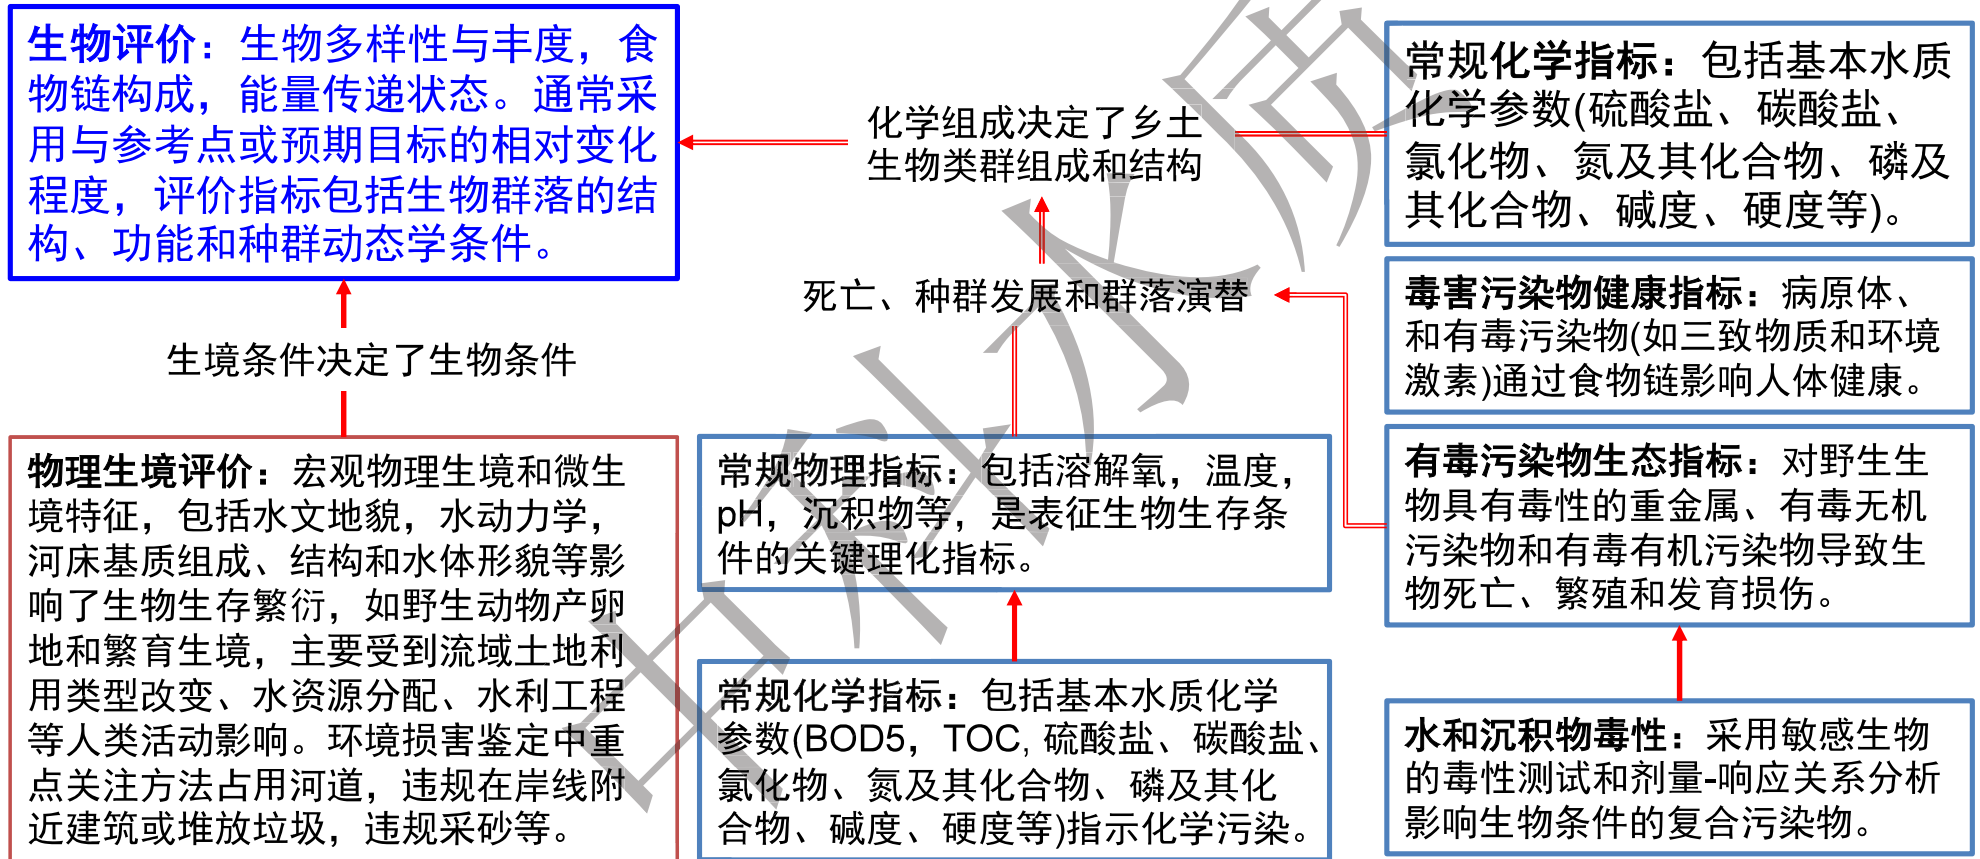 生物评价：生物多样性与丰度，食
物链构成，能量传递状态。通常采
用与参考点或预期目标的相对变化
程度，评价指标包括生物群落的结
构、功能和种群动态学条件。
化学组成决定了乡土
生物类群组成和结构
常规化学指标：包括基本水质
化学参数(硫酸盐、碳酸盐、
氯化物、氮及其化合物、磷及
其化合物、碱度、硬度等)。
死亡、种群发展和群落演替
毒害污染物健康指标：病原体、
和有毒污染物(如三致物质和环境
激素)通过食物链影响人体健康。
生境条件决定了生物条件
物理生境评价：宏观物理生境和微生
境特征，包括水文地貌，水动力学，
河床基质组成、结构和水体形貌等影
响了生物生存繁衍，如野生动物产卵
地和繁育生境，主要受到流域土地利
用类型改变、水资源分配、水利工程
等人类活动影响。环境损害鉴定中重
点关注方法占用河道，违规在岸线附
近建筑或堆放垃圾，违规采砂等。
常规物理指标：包括溶解氧，温度，
pH，沉积物等，是表征生物生存条
件的关键理化指标。
有毒污染物生态指标：对野生生
物具有毒性的重金属、有毒无机
污染物和有毒有机污染物导致生
物死亡、繁殖和发育损伤。
常规化学指标：包括基本水质化学
参数(BOD5，TOC, 硫酸盐、碳酸盐、
氯化物、氮及其化合物、磷及其化
合物、碱度、硬度等)指示化学污染。
水和沉积物毒性：采用敏感生物
的毒性测试和剂量-响应关系分析
影响生物条件的复合污染物。
中科水质